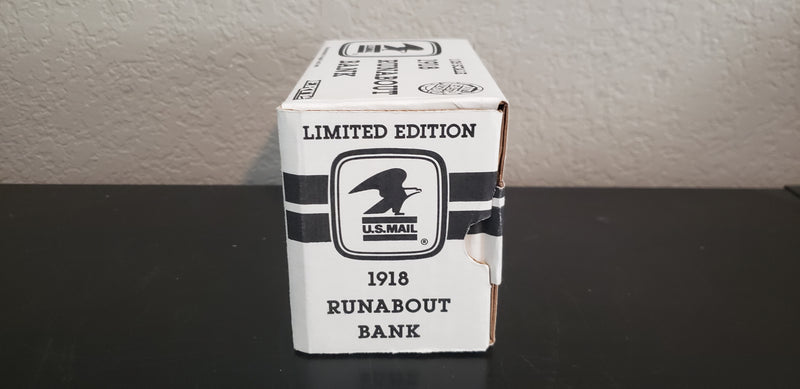 LIMITED EDITION
U.S.MAIL
®
1918
RUNABOUT
BANK
1918
RUNABOUT
BANK